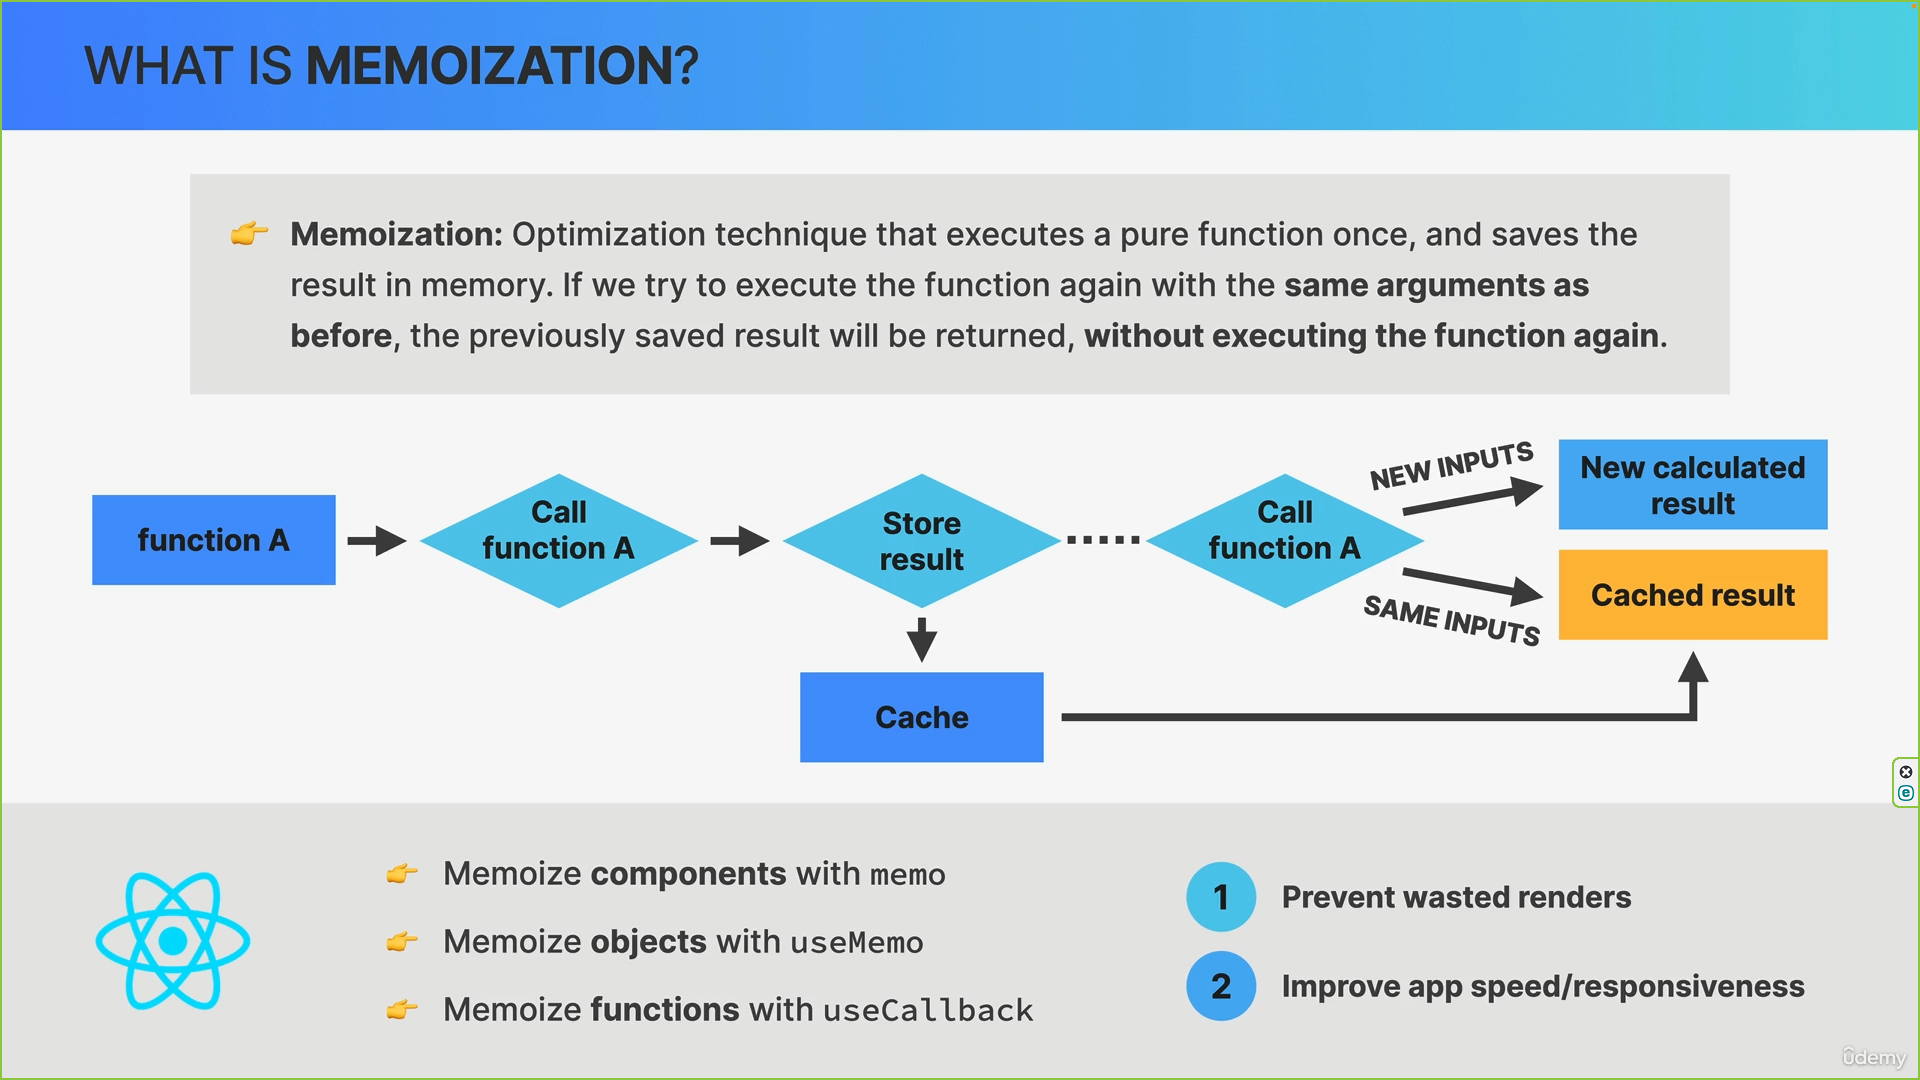 WHAT IS MEMOIZATION?
👉 Memoization: Optimization technique that executes a pure function once, and saves the
result in memory. If we try to execute the function again with the same arguments as
before, the previously saved result will be returned, without executing the function again.
function A
Call
function A
Store
result
Call
function A
NEW INPUTS
SAME INPUTS
New calculated
result
Cached result
Cache
👉 Memoize components with memo
👉 Memoize objects with useMemo
👉 Memoize functions with useCallback
1 Prevent wasted renders
2 Improve app speed/responsiveness
e
ûdemy